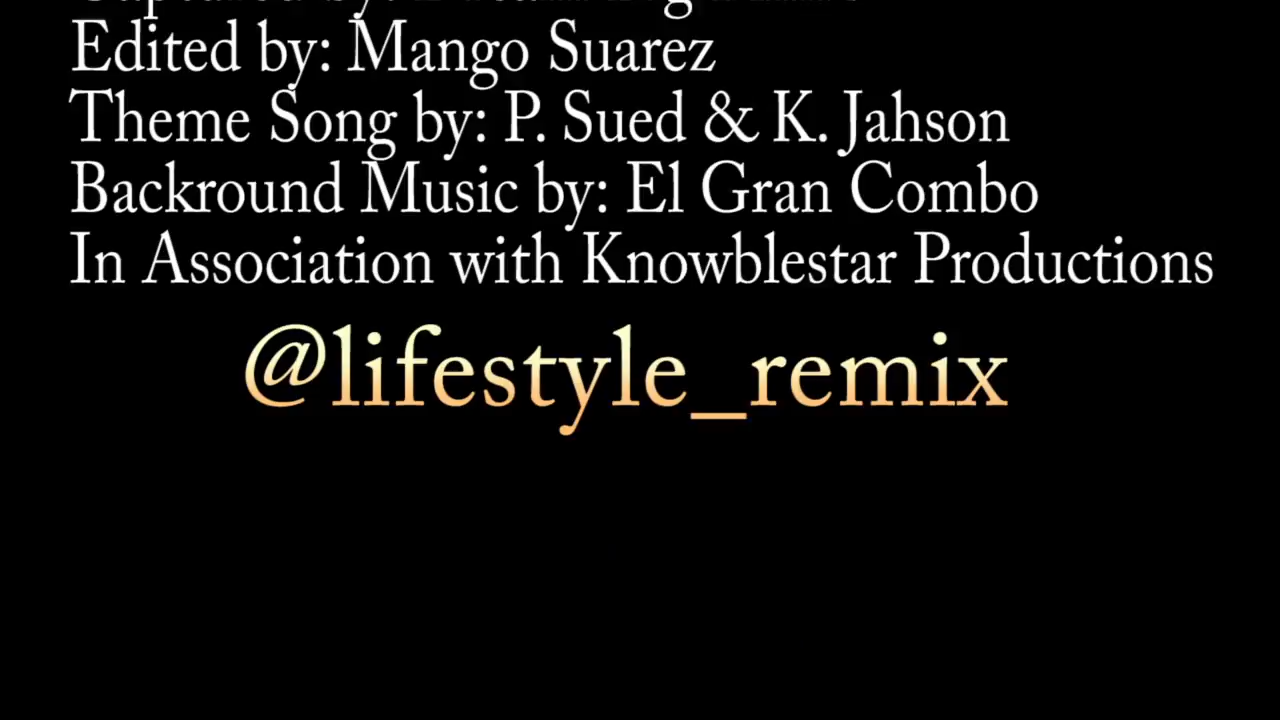 Edited by: Mango Suarez
Theme Song by: P. Sued & K. Jahson
Backround Music by: El Gran Combo
In Association with Knowblestar Productions
@lifestyle_remix